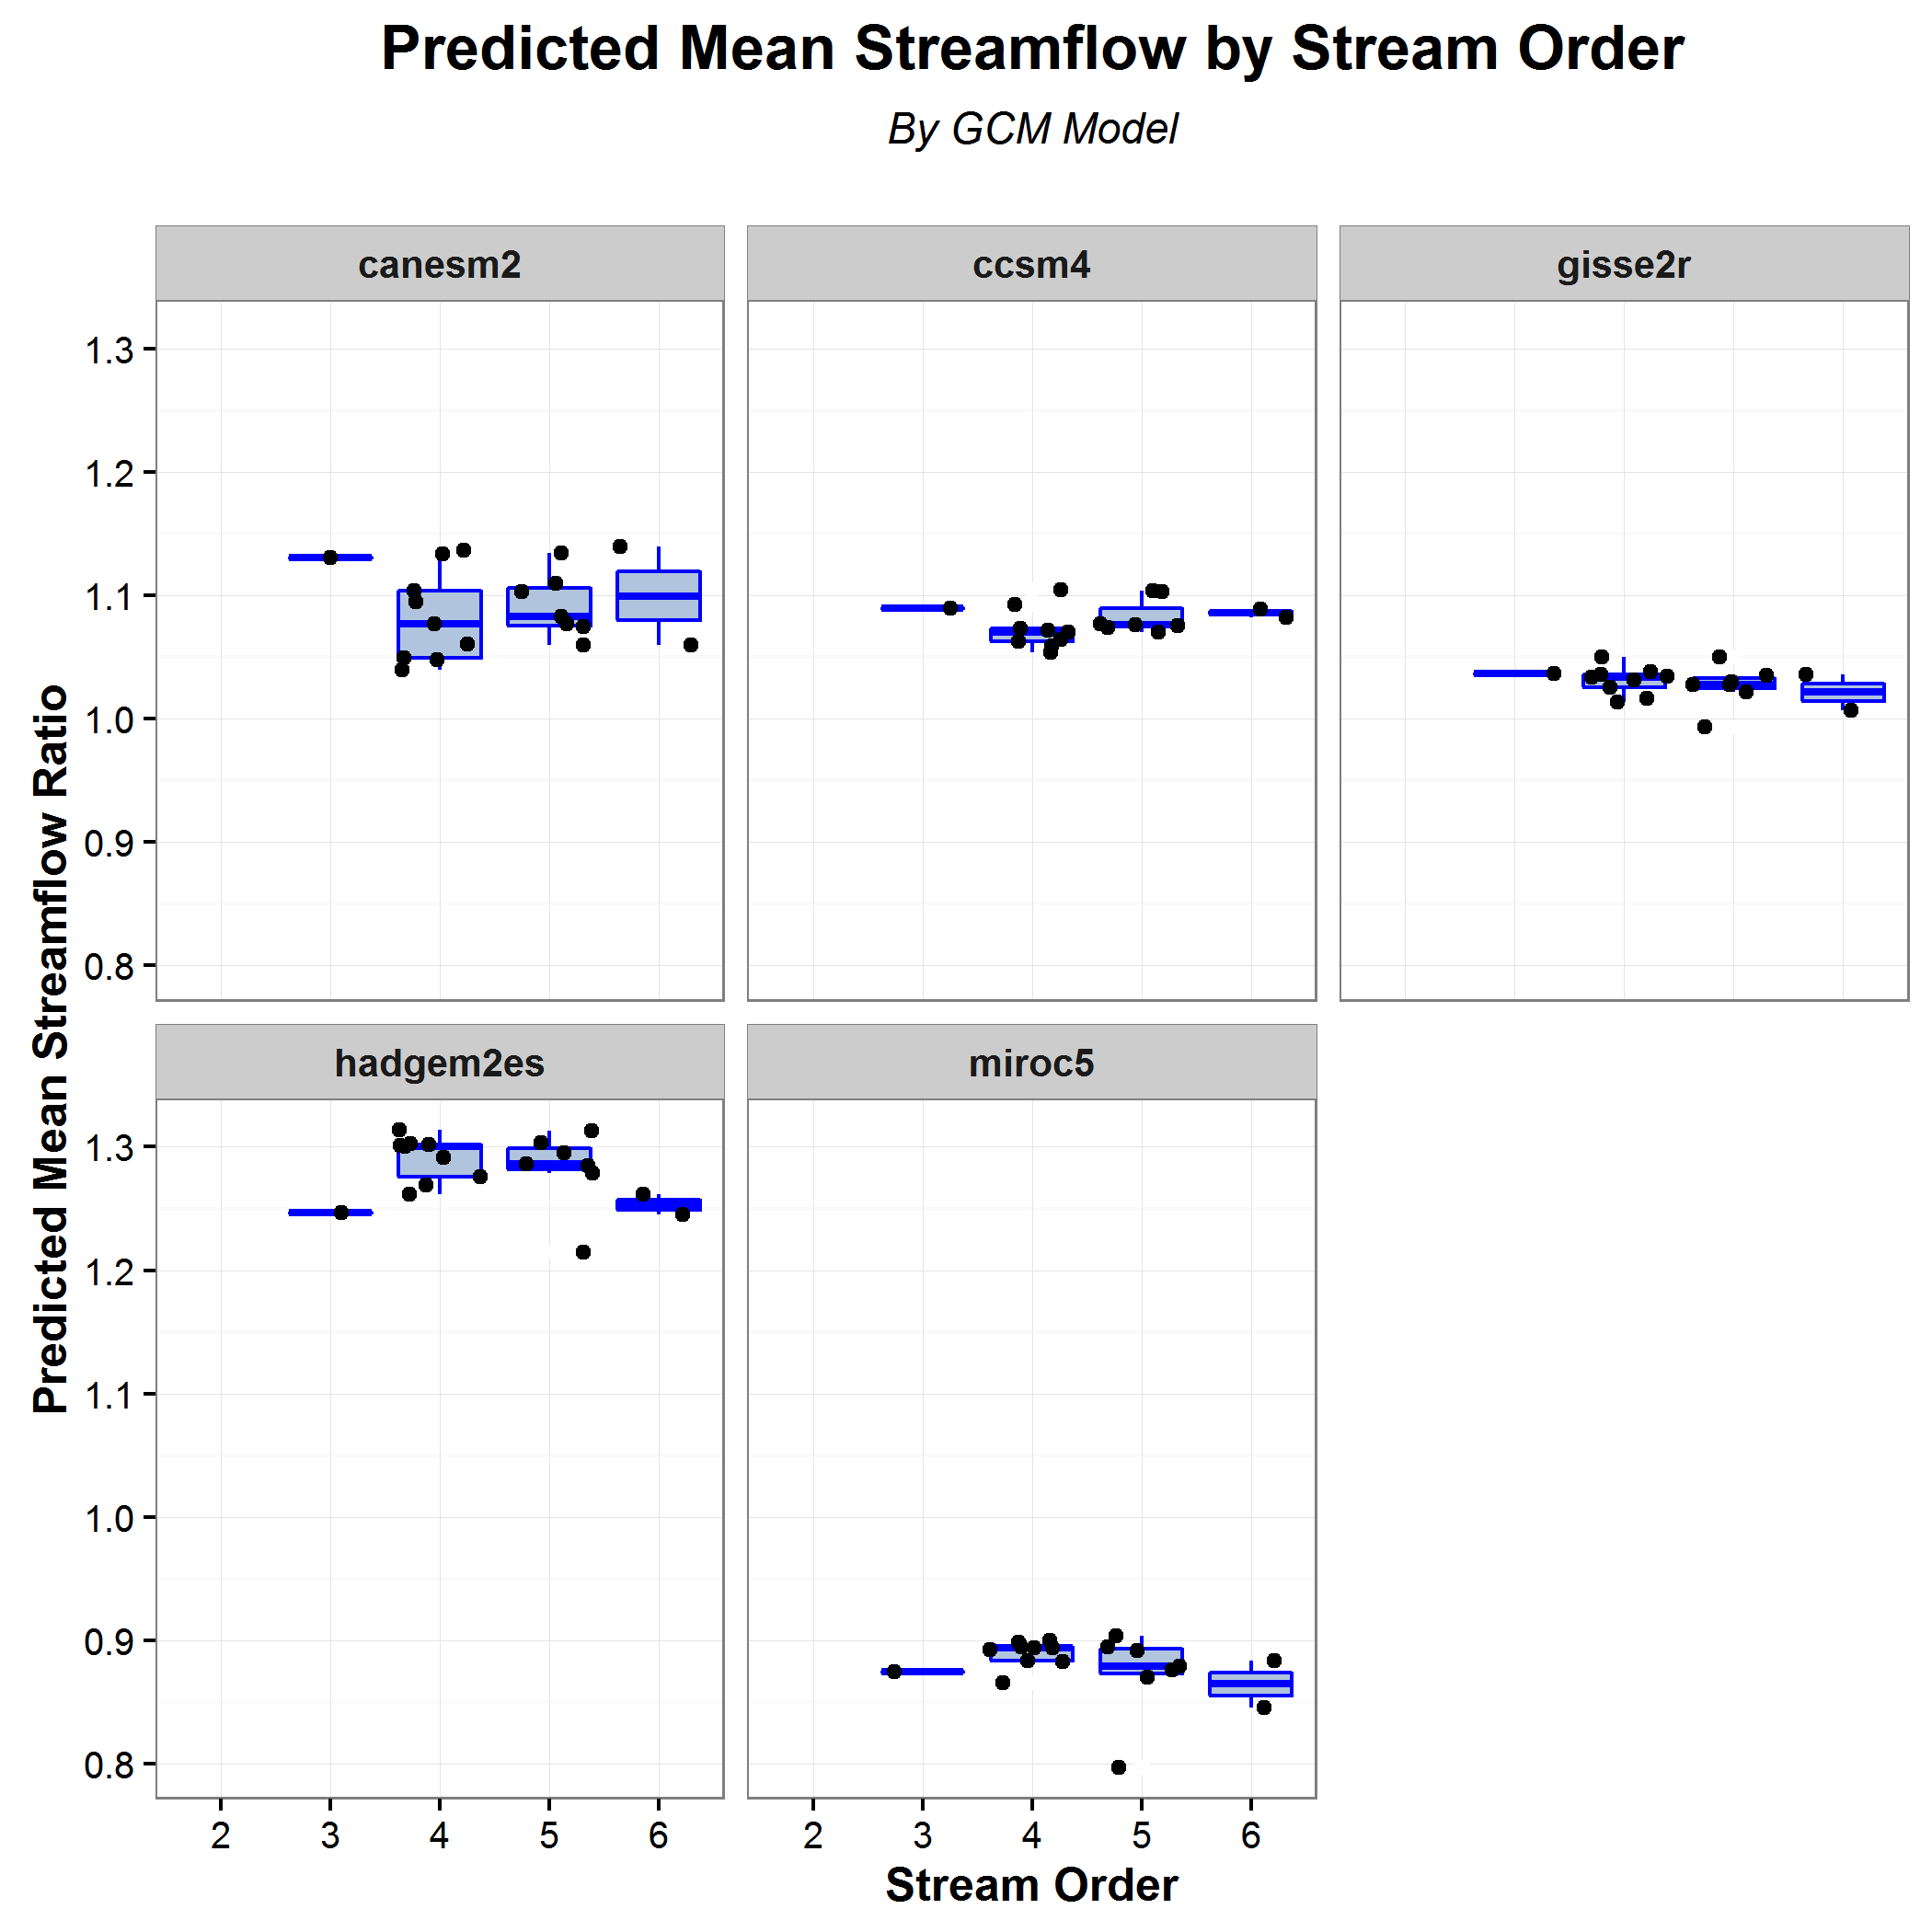 Predicted Mean Streamflow by Stream Order
By GCM Model
canesm2
ccsm4
gisse2r
1.3
1.2
1.1
1.0
0.9
0.8
Predicted Mean Streamflow Ratio
hadgem2es
miroc5
1.3
1.2
1.1
1.0
0.9
0.8
2 3 4 5 6
2 3 4 5 6
Stream Order